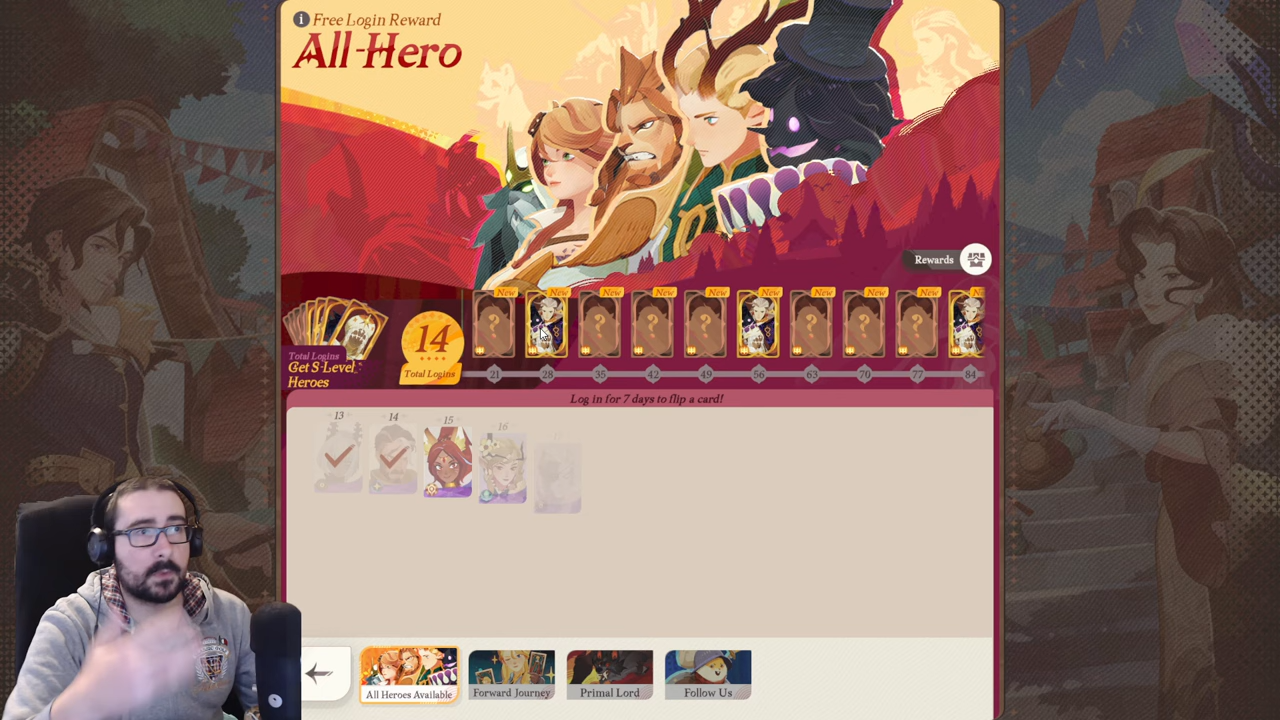 Free Login Reward
All-Hero
Rewards
New New New New New New New New New
14
Total Logins
Total Logins
Get S-Level
Heroes
21 28 35 42 49 56 63 70 77 84
Log in for 7 days to flip a card!
13 14 15 16
All Heroes Available
Forward Journey
Primal Lord
Follow Us